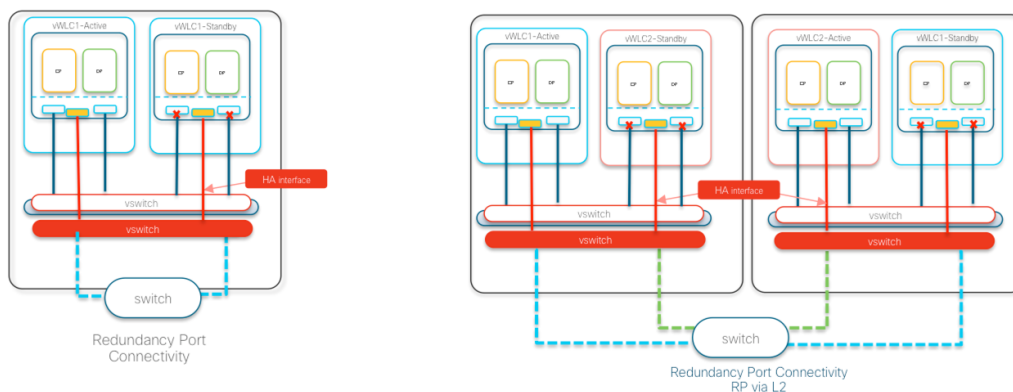 vWLC1-Active
vWLC1-Standby
CP
DP
CP
DP
HA interface
vswitch
vswitch
switch
Redundancy Port
Connectivity
vWLC1-Active
vWLC2-Standby
CP
DP
CP
DP
vWLC2-Active
vWLC1-Standby
CP
DP
CP
DP
HA interface
vswitch
vswitch
vswitch
vswitch
switch
Redundancy Port Connectivity
RP via L2